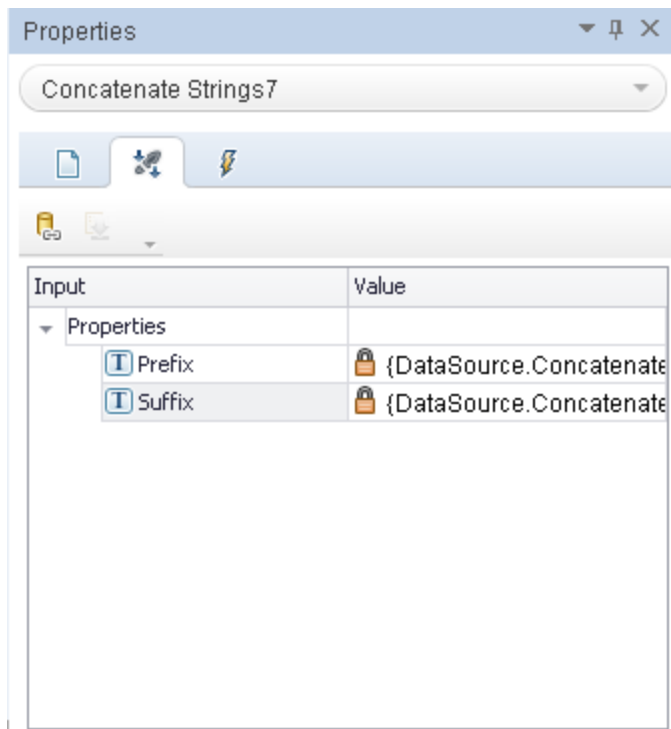 Properties
Concatenate Strings7
Input Value
Properties
T Prefix {DataSource.Concatenate
T Suffix {DataSource.Concatenate